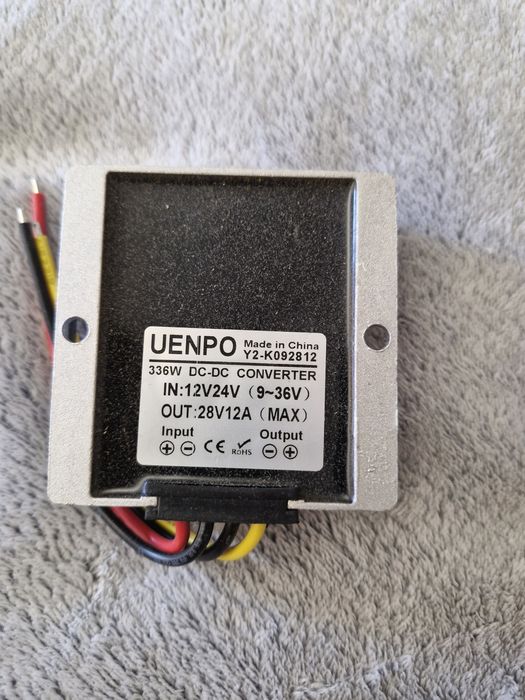 UENPO Made in China
Y2-K092812
336W DC-DC CONVERTER
IN:12V24V（9~36V）
OUT:28V12A（MAX）
Input Output
⊕ ⊖ CE RoHS ⊖ ⊕